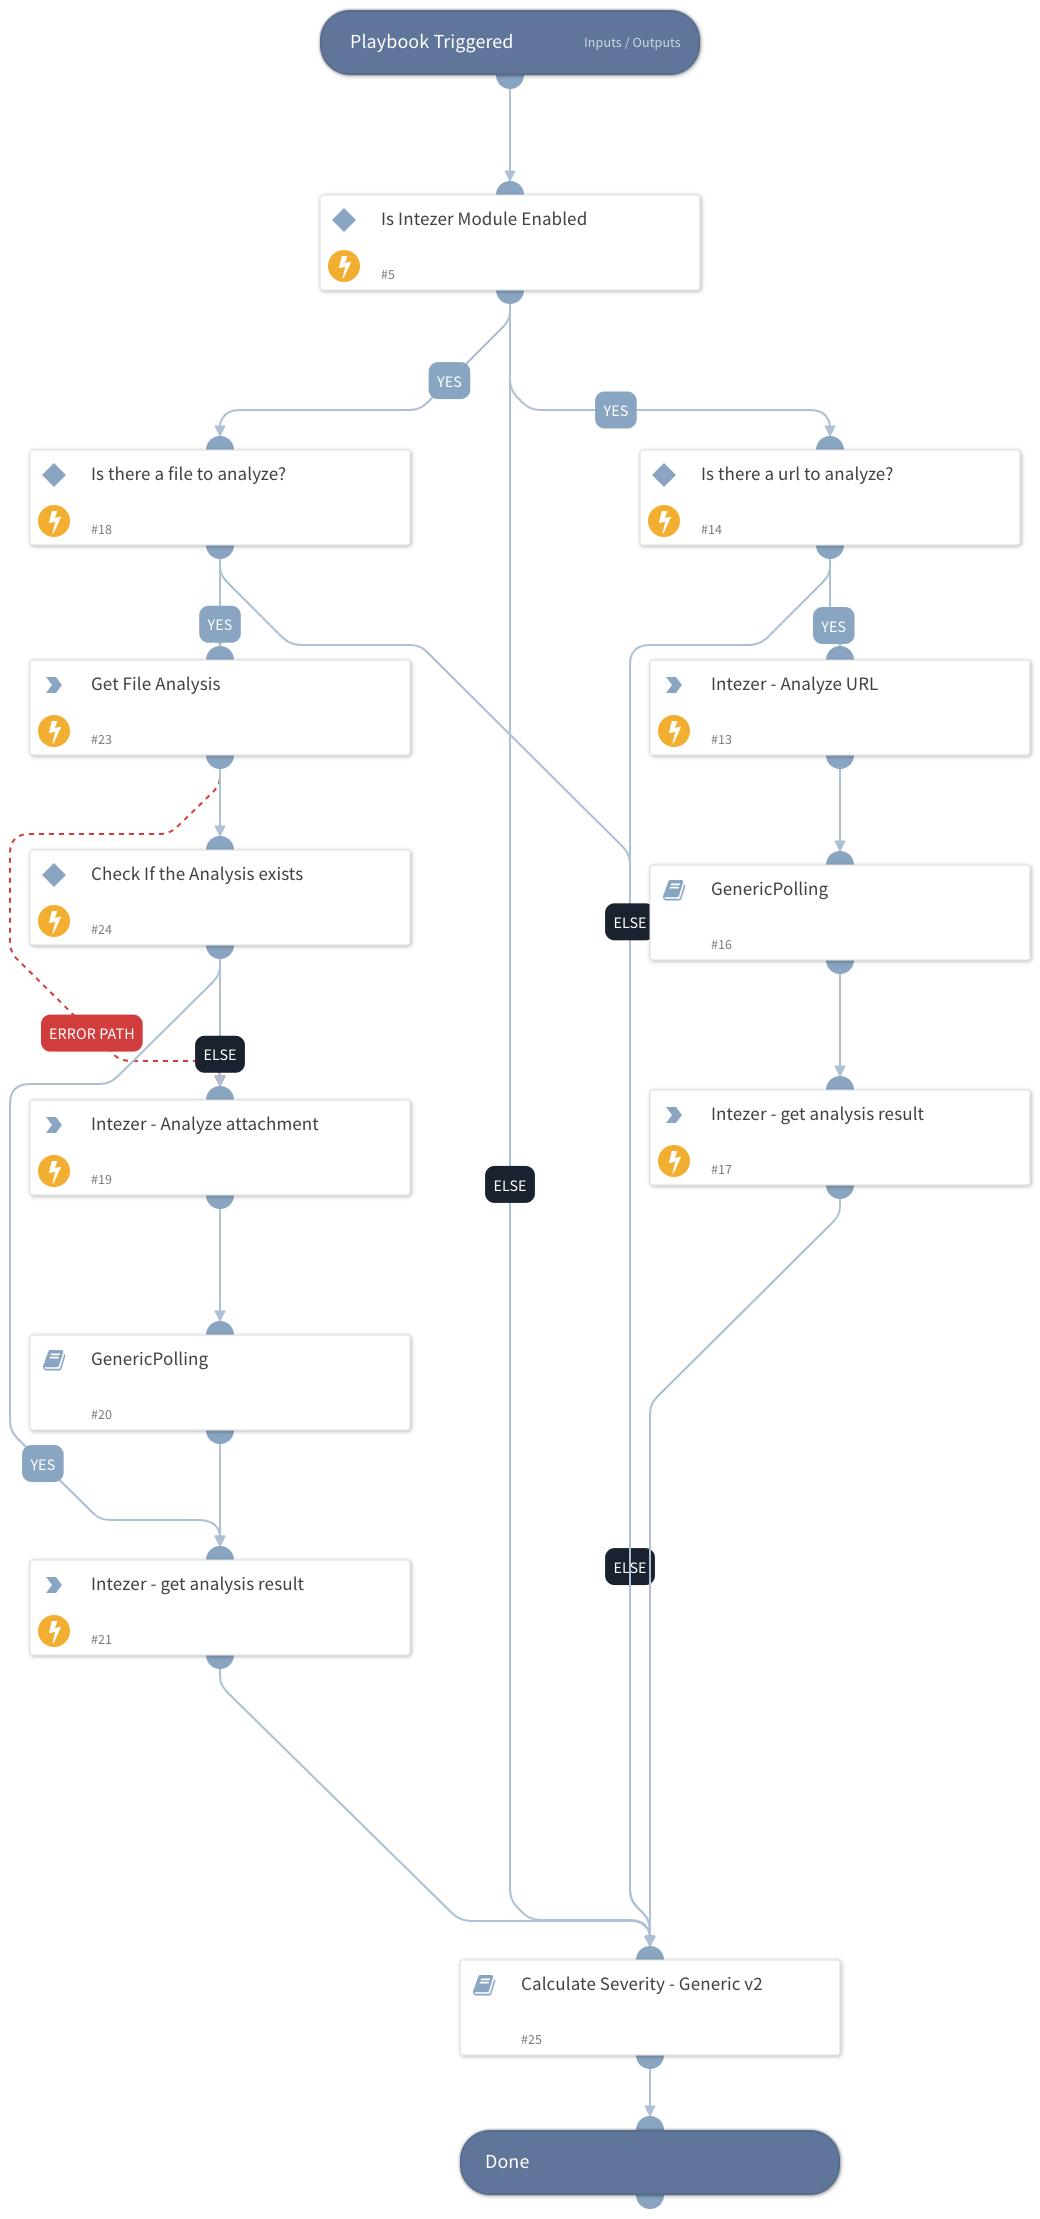 Playbook Triggered
Inputs / Outputs
Is Intezer Module Enabled
#5
YES
YES
Is there a file to analyze?
#18
Is there a url to analyze?
#14
YES
YES
Get File Analysis
#23
Intezer - Analyze URL
#13
Check If the Analysis exists
#24
GenericPolling
#16
ELSE
ERROR PATH
ELSE
Intezer - Analyze attachment
#19
Intezer - get analysis result
#17
ELSE
GenericPolling
#20
YES
Intezer - get analysis result
#21
ELSE
Calculate Severity - Generic v2
#25
Done